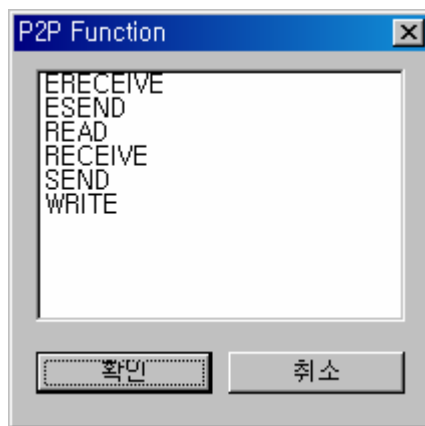 P2P Function
ERECEIVE
ESEND
READ
RECEIVE
SEND
WRITE
확인
취소